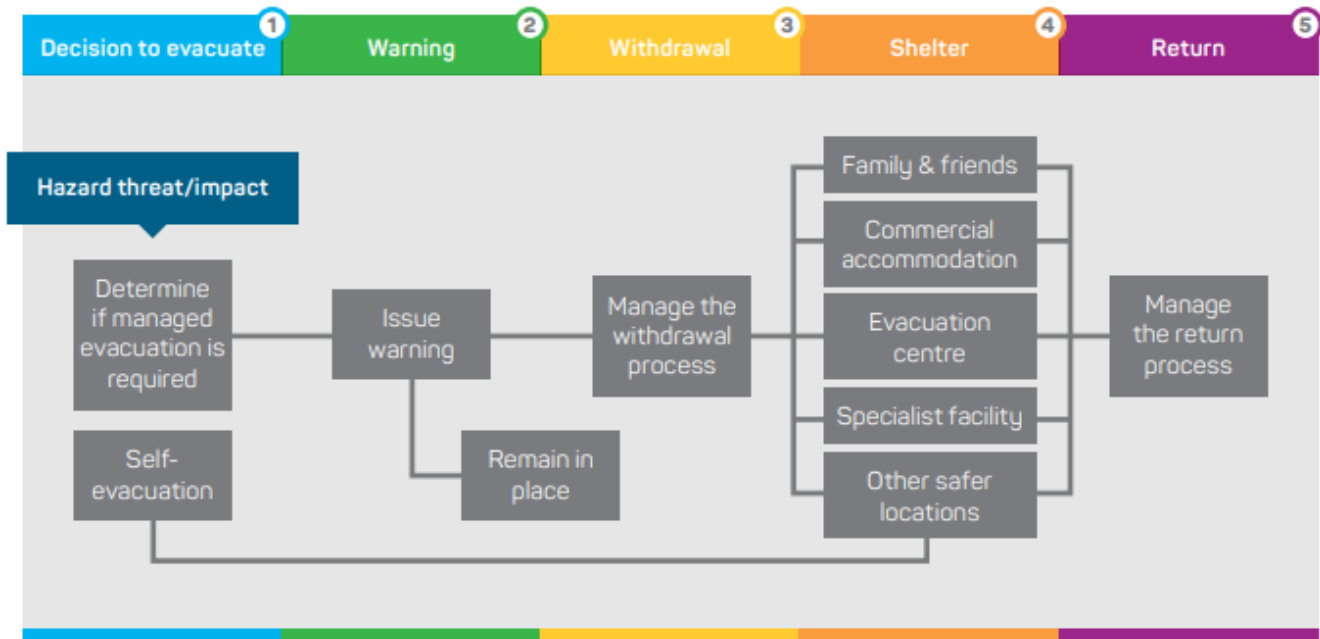 1
2
3
4
5
Decision to evacuate
Warning
Withdrawal
Shelter
Return
Hazard threat/impact
Determine
if managed
evacuation is
required
Self-
evacuation
Issue
warning
Remain in
place
Manage the
withdrawal
process
Family & friends
Commercial
accommodation
Evacuation
centre
Specialist facility
Other safer
locations
Manage
the return
process